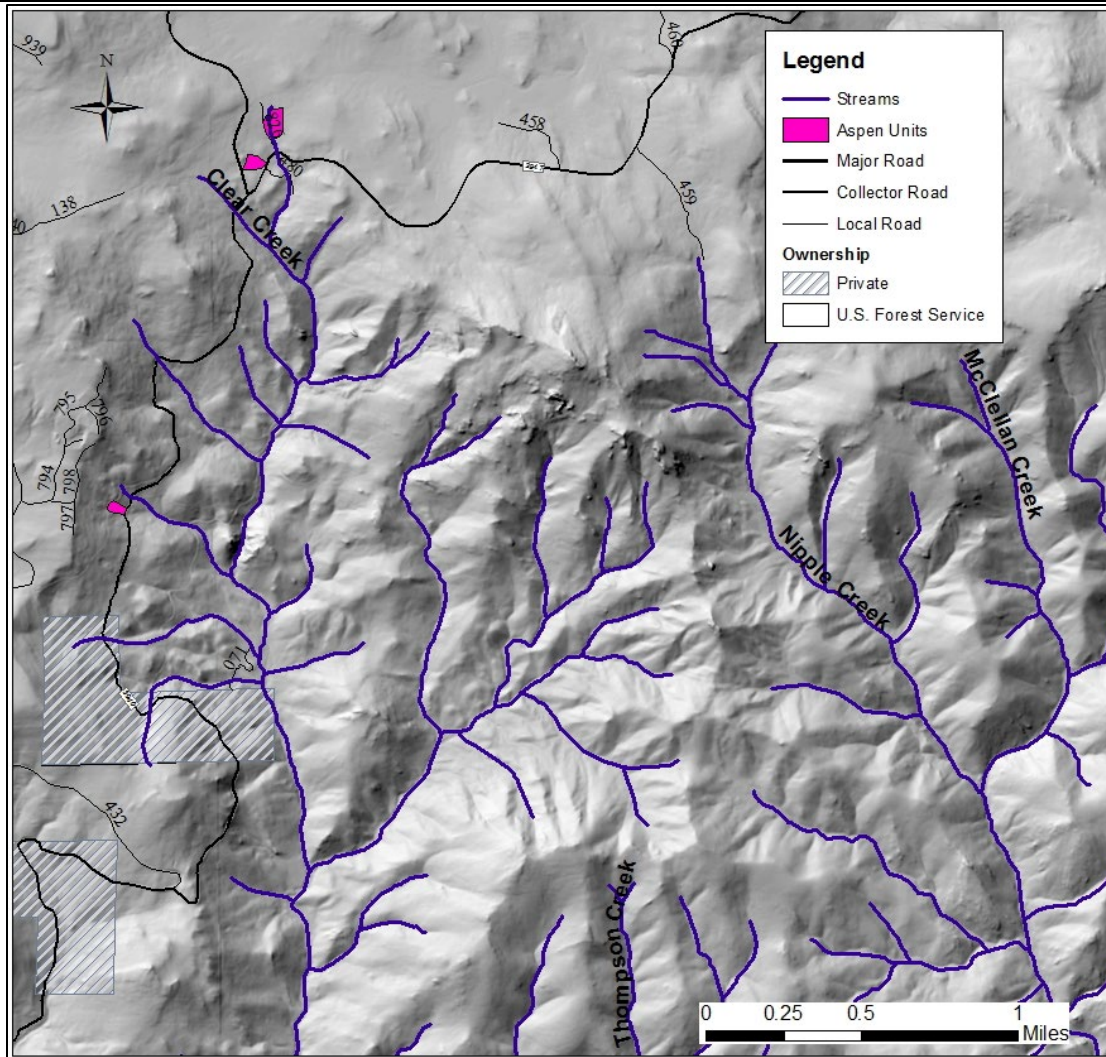 939
N
460
458
480
459
138
40
Clear Creek
Legend
Streams
Aspen Units
Major Road
Collector Road
Local Road
Ownership
Private
U.S. Forest Service
McClellan Creek
795
796
794
798
797
Nipple Creek
071
432
Thompson Creek
0 0.25 0.5 1
Miles